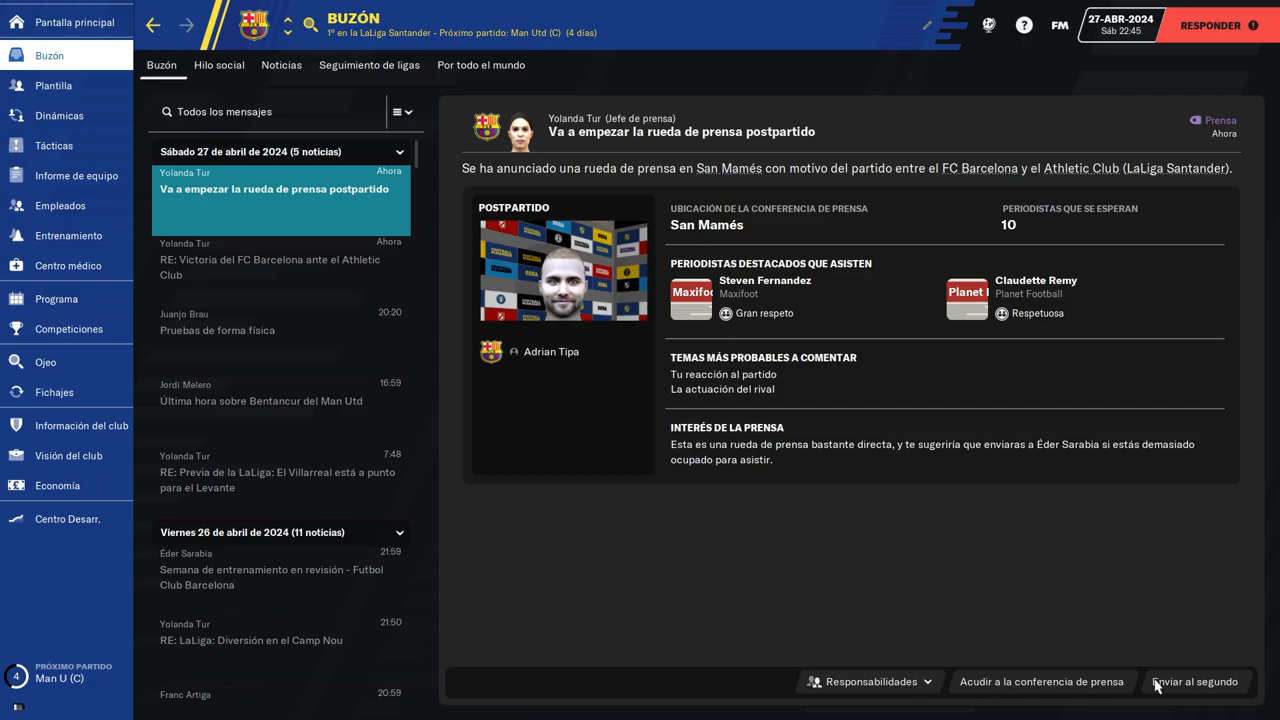 Pantalla principal
Buzón
Plantilla
Dinámicas
Tácticas
Informe de equipo
Empleados
Entrenamiento
Centro médico
Programa
Competiciones
Ojeo
Fichajes
Información del club
Visión del club
Economía
Centro Desarr.
4
PRÓXIMO PARTIDO
Man U (C)
BUZÓN
1º en la LaLiga Santander - Próximo partido: Man Utd (C) (4 días)
FM
27-ABR-2024
Sáb 22:45
RESPONDER
Buzón
Hilo social
Noticias
Seguimiento de ligas
Por todo el mundo
Todos los mensajes
Sábado 27 de abril de 2024 (5 noticias)
Yolanda Tur
Ahora
Va a empezar la rueda de prensa postpartido
Yolanda Tur
Ahora
RE: Victoria del FC Barcelona ante el Athletic
Club
Juanjo Brau
20:20
Pruebas de forma física
Jordi Melero
16:59
Última hora sobre Bentancur del Man Utd
Yolanda Tur
7:48
RE: Previa de la LaLiga: El Villarreal está a punto
para el Levante
Viernes 26 de abril de 2024 (11 noticias)
Éder Sarabia
21:59
Semana de entrenamiento en revisión - Futbol
Club Barcelona
Yolanda Tur
21:50
RE: LaLiga: Diversión en el Camp Nou
Franc Artiga
20:59
Yolanda Tur (Jefe de prensa)
Va a empezar la rueda de prensa postpartido
Prensa
Ahora
Se ha anunciado una rueda de prensa en San Mamés con motivo del partido entre el FC Barcelona y el Athletic Club (LaLiga Santander).
POSTPARTIDO
Adrian Tipa
UBICACIÓN DE LA CONFERENCIA DE PRENSA
San Mamés
PERIODISTAS QUE SE ESPERAN
10
PERIODISTAS DESTACADOS QUE ASISTEN
Maxifoo
Steven Fernandez
Maxifoot
Gran respeto
Planet
Claudette Remy
Planet Football
Respetuosa
TEMAS MÁS PROBABLES A COMENTAR
Tu reacción al partido
La actuación del rival
INTERÉS DE LA PRENSA
Esta es una rueda de prensa bastante directa, y te sugeriría que enviaras a Éder Sarabia si estás demasiado
ocupado para asistir.
Responsabilidades
Acudir a la conferencia de prensa
Enviar al segundo